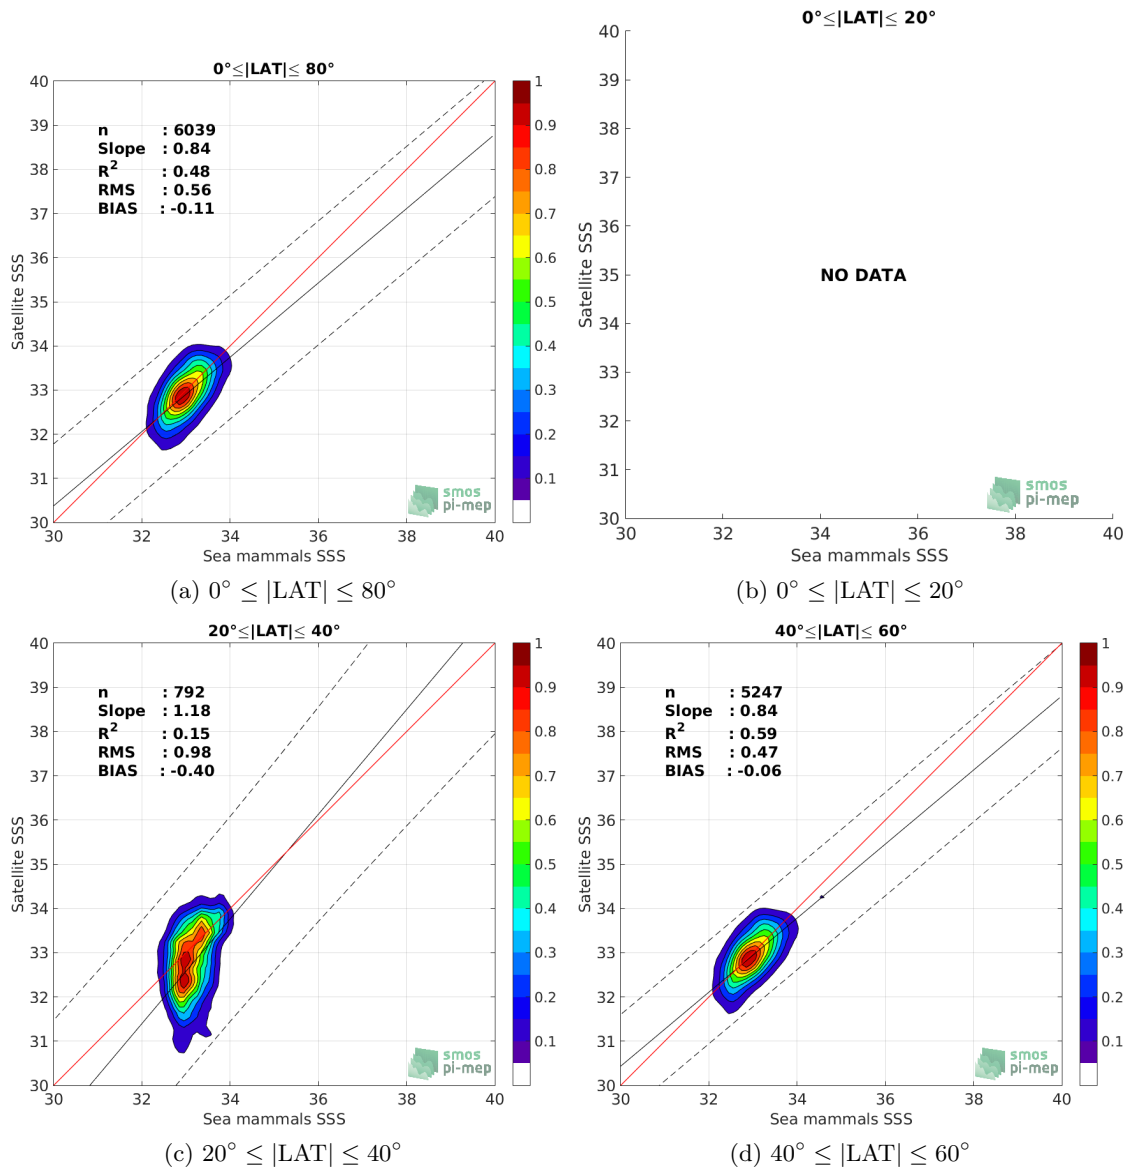 0°≤|LAT|≤ 80°
40
39
38
37
36
35
34
33
32
31
30
Satellite SSS
n : 6039
Slope : 0.84
R² : 0.48
RMS : 0.56
BIAS : -0.11
smos
pi-mep
30 32 34 36 38 40
Sea mammals SSS
1
0.9
0.8
0.7
0.6
0.5
0.4
0.3
0.2
0.1
(a) 0° ≤ |LAT| ≤ 80°
0°≤|LAT|≤ 20°
40
39
38
37
36
35
34
33
32
31
30
Satellite SSS
NO DATA
smos
pi-mep
30 32 34 36 38 40
Sea mammals SSS
(b) 0° ≤ |LAT| ≤ 20°
20°≤|LAT|≤ 40°
40
39
38
37
36
35
34
33
32
31
30
Satellite SSS
n : 792
Slope : 1.18
R² : 0.15
RMS : 0.98
BIAS : -0.40
smos
pi-mep
30 32 34 36 38 40
Sea mammals SSS
1
0.9
0.8
0.7
0.6
0.5
0.4
0.3
0.2
0.1
(c) 20° ≤ |LAT| ≤ 40°
40°≤|LAT|≤ 60°
40
39
38
37
36
35
34
33
32
31
30
Satellite SSS
n : 5247
Slope : 0.84
R² : 0.59
RMS : 0.47
BIAS : -0.06
smos
pi-mep
30 32 34 36 38 40
Sea mammals SSS
1
0.9
0.8
0.7
0.6
0.5
0.4
0.3
0.2
0.1
(d) 40° ≤ |LAT| ≤ 60°